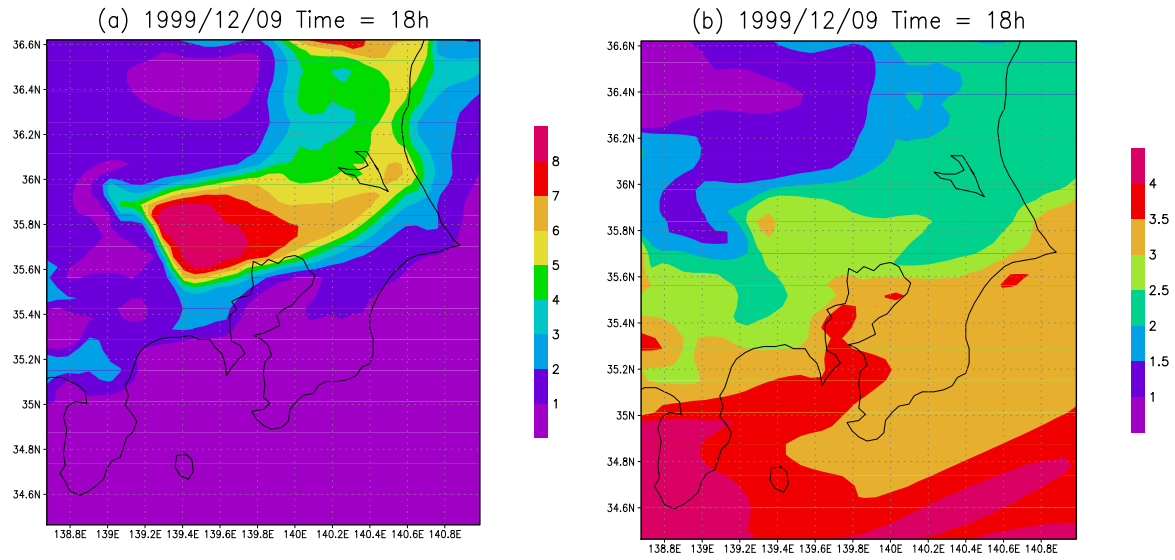 (a) 1999/12/09 Time = 18h
36.6N
36.4N
36.2N
36N
35.8N
35.6N
35.4N
35.2N
35N
34.8N
34.6N
138.8E 139E 139.2E 139.4E 139.6E 139.8E 140E 140.2E 140.4E 140.6E 140.8E
8
7
6
5
4
3
2
1
(b) 1999/12/09 Time = 18h
36.6N
36.4N
36.2N
36N
35.8N
35.6N
35.4N
35.2N
35N
34.8N
34.6N
138.8E 139E 139.2E 139.4E 139.6E 139.8E 140E 140.2E 140.4E 140.6E 140.8E
4
3.5
3
2.5
2
1.5
1